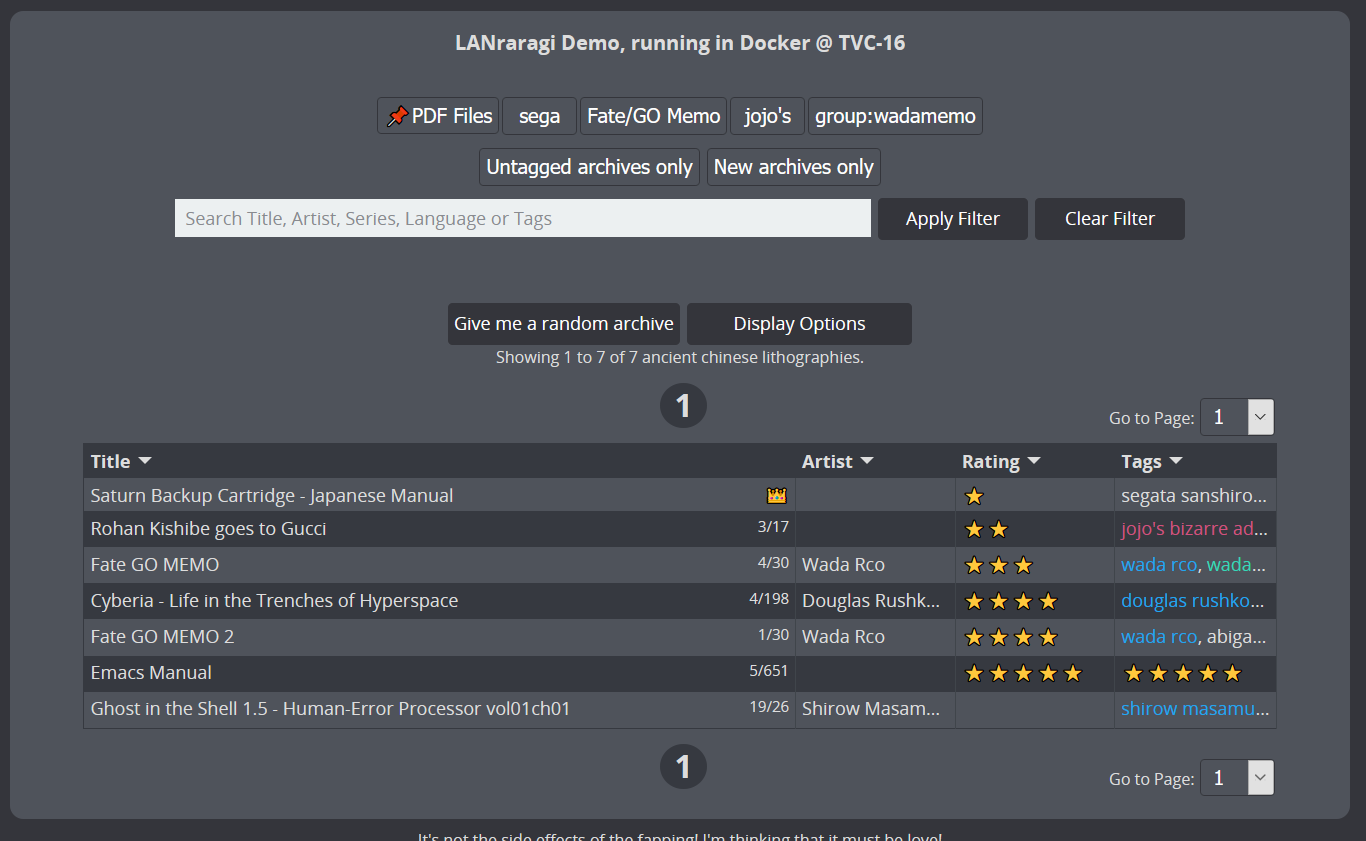 LANraragi Demo, running in Docker @ TVC-16
PDF Files sega Fate/GO Memo jojo's group:wadamemo
Untagged archives only New archives only
Search Title, Artist, Series, Language or Tags Apply Filter Clear Filter
Give me a random archive Display Options
Showing 1 to 7 of 7 ancient chinese lithographies.
1
Go to Page: 1
Title Artist Rating Tags
Saturn Backup Cartridge - Japanese Manual segata sanshiro...
Rohan Kishibe goes to Gucci 3/17 jojo's bizarre ad...
Fate GO MEMO 4/30 Wada Rco wada rco, wada...
Cyberia - Life in the Trenches of Hyperspace 4/198 Douglas Rushk... douglas rushko...
Fate GO MEMO 2 1/30 Wada Rco wada rco, abiga...
Emacs Manual 5/651
Ghost in the Shell 1.5 - Human-Error Processor vol01ch01 19/26 Shirow Masam... shirow masamu...
1
Go to Page: 1
It's not the side effects of the fapping! I'm thinking that it must be love!